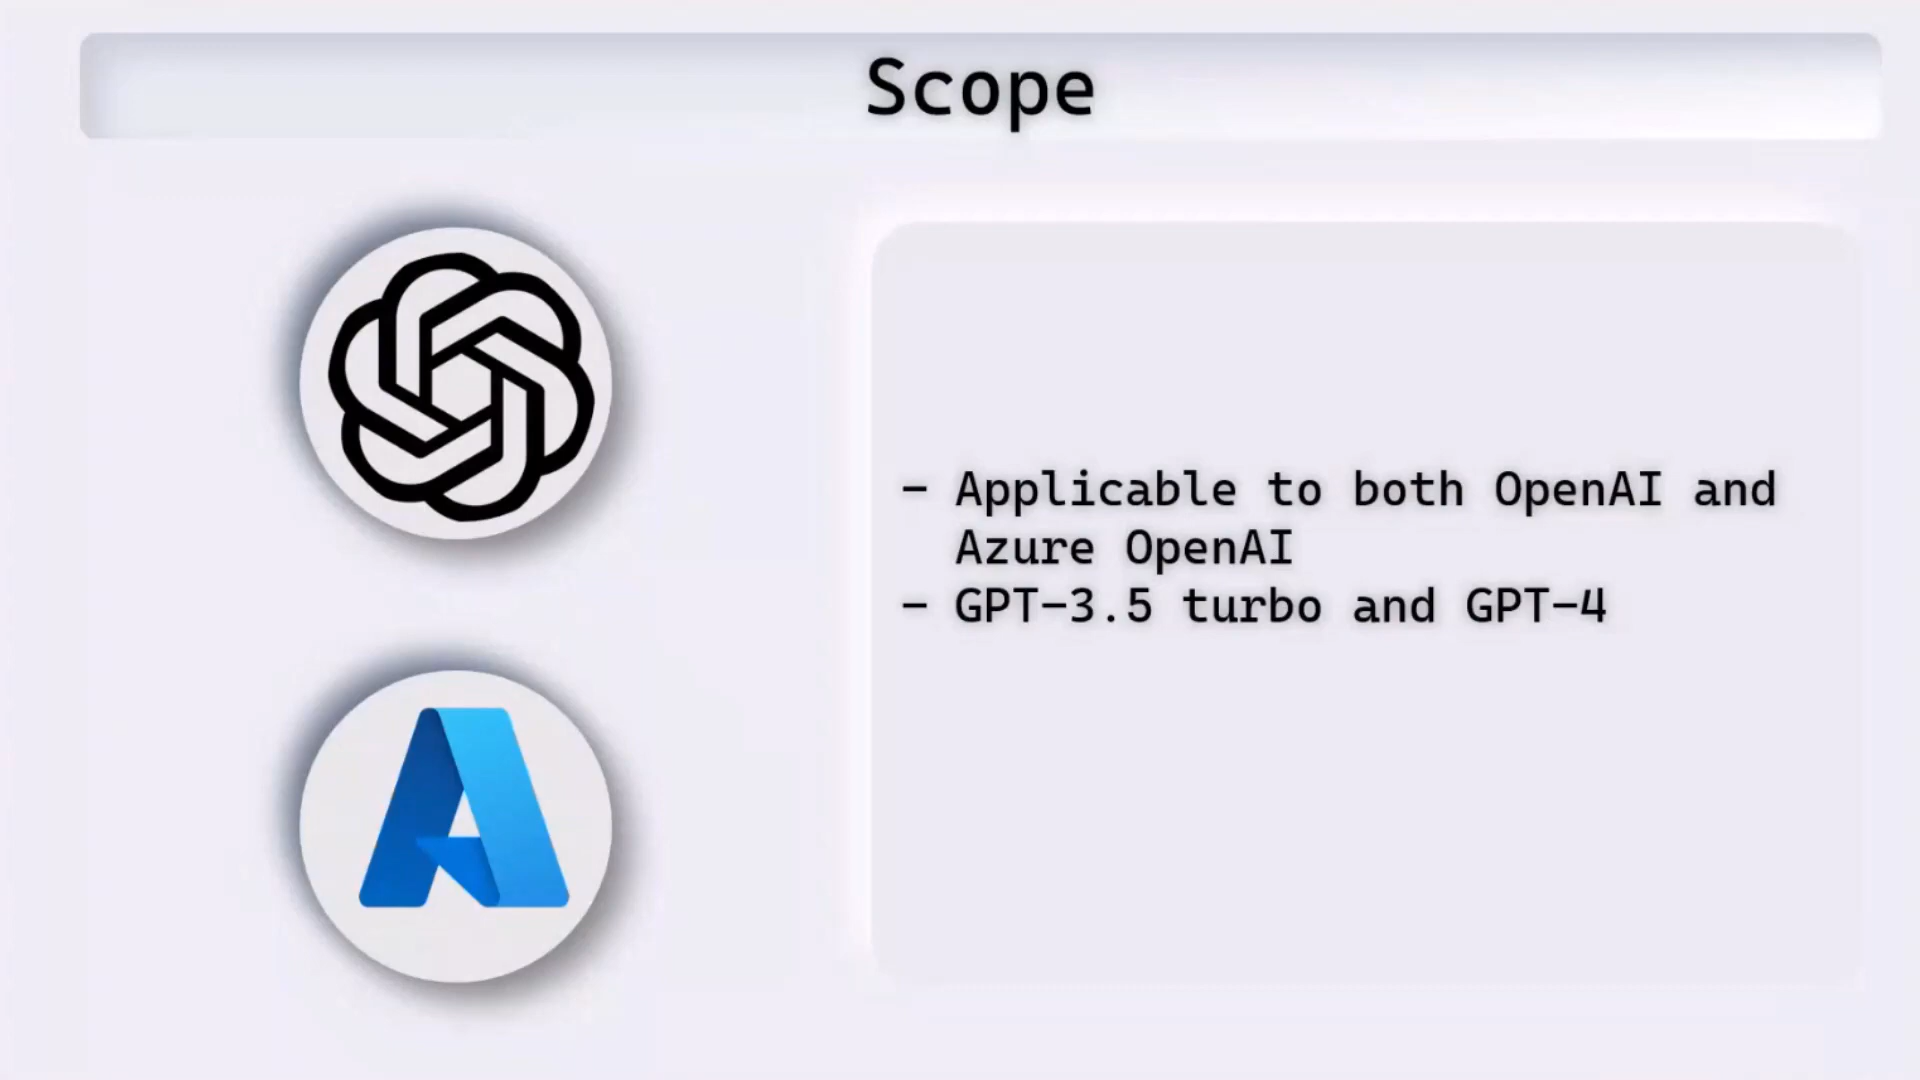 Scope
- Applicable to both OpenAI and
Azure OpenAI
- GPT-3.5 turbo and GPT-4